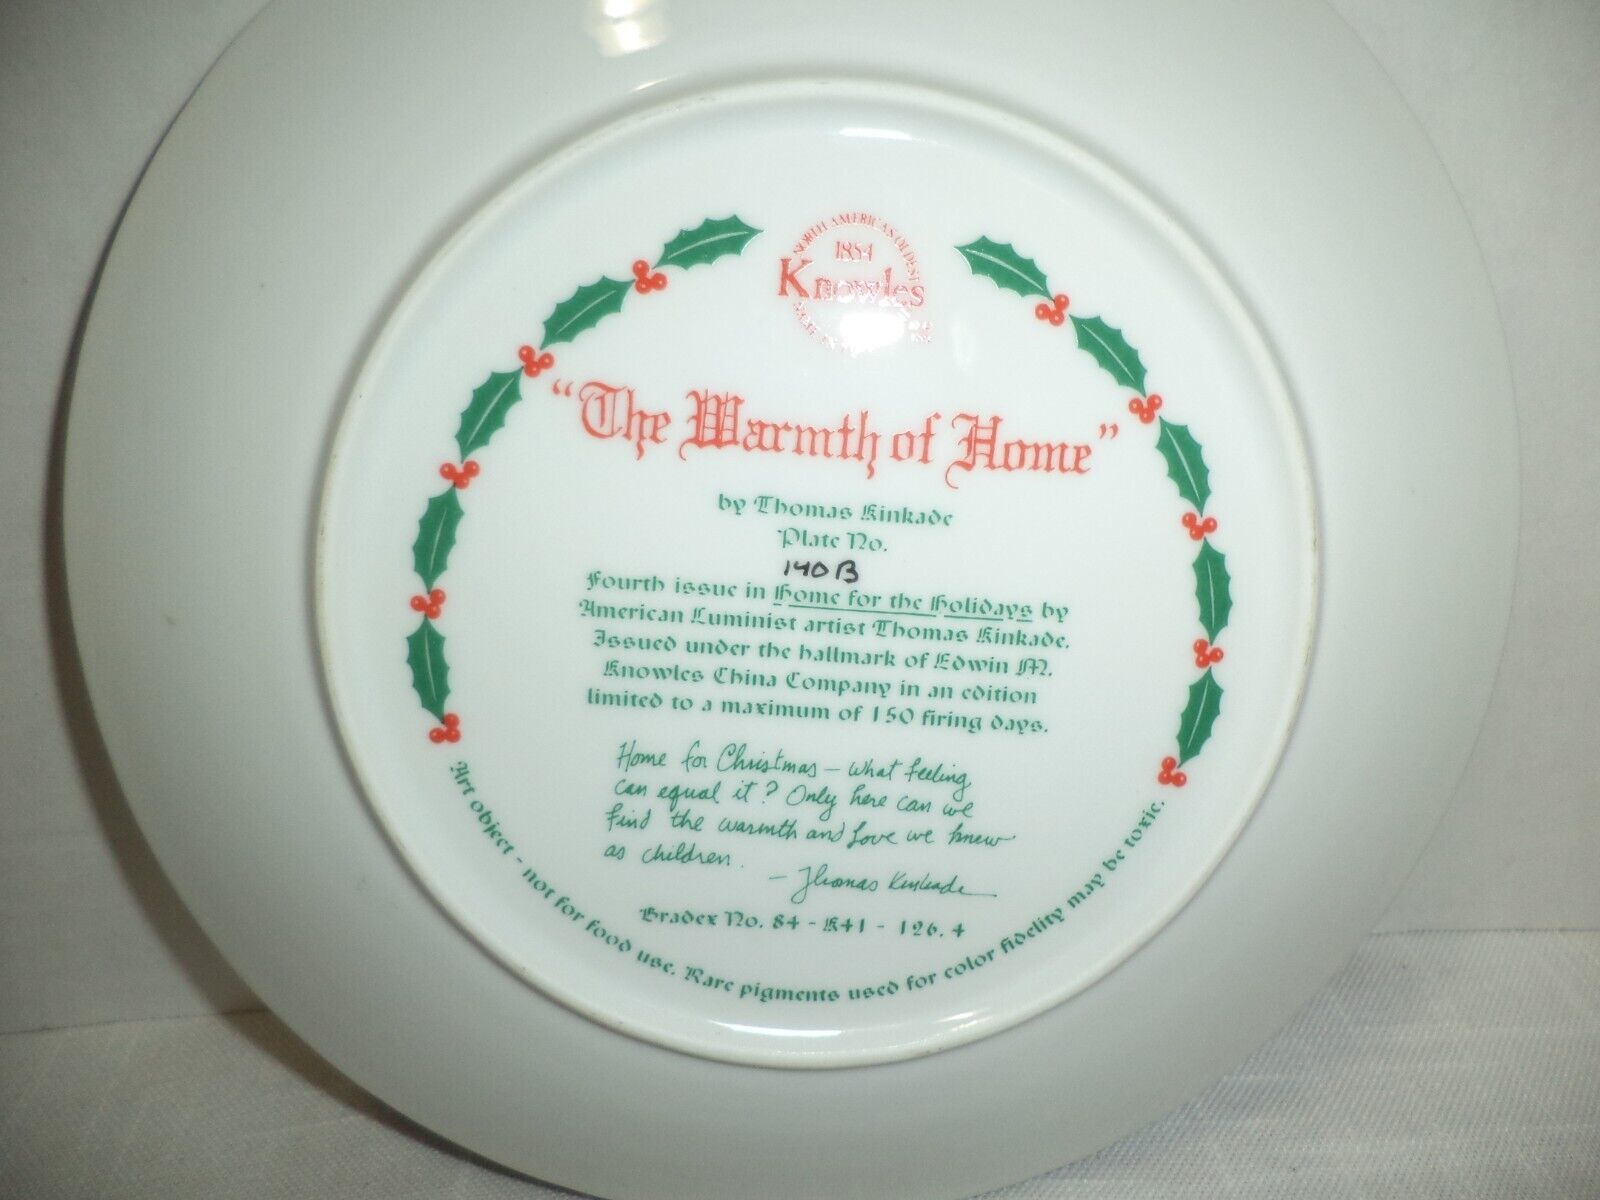 NORTH AMERICA'S OLDEST
1854
Knowles
"The Warmth of Home"
by Thomas Kinkade
Plate No.
140B
Fourth issue in Home for the Holidays by
American Luminist artist Thomas Kinkade.
Issued under the hallmark of Edwin M.
Knowles China Company in an edition
limited to a maximum of 150 firing days.
Home for Christmas – what feeling
can equal it? Only here can we
find the warmth and love we knew
as children.
– Thomas Kinkade
Bradex No. 84 - K41 - 126.4
Art object - not for food use. Rare pigments used for color fidelity may be toxic.